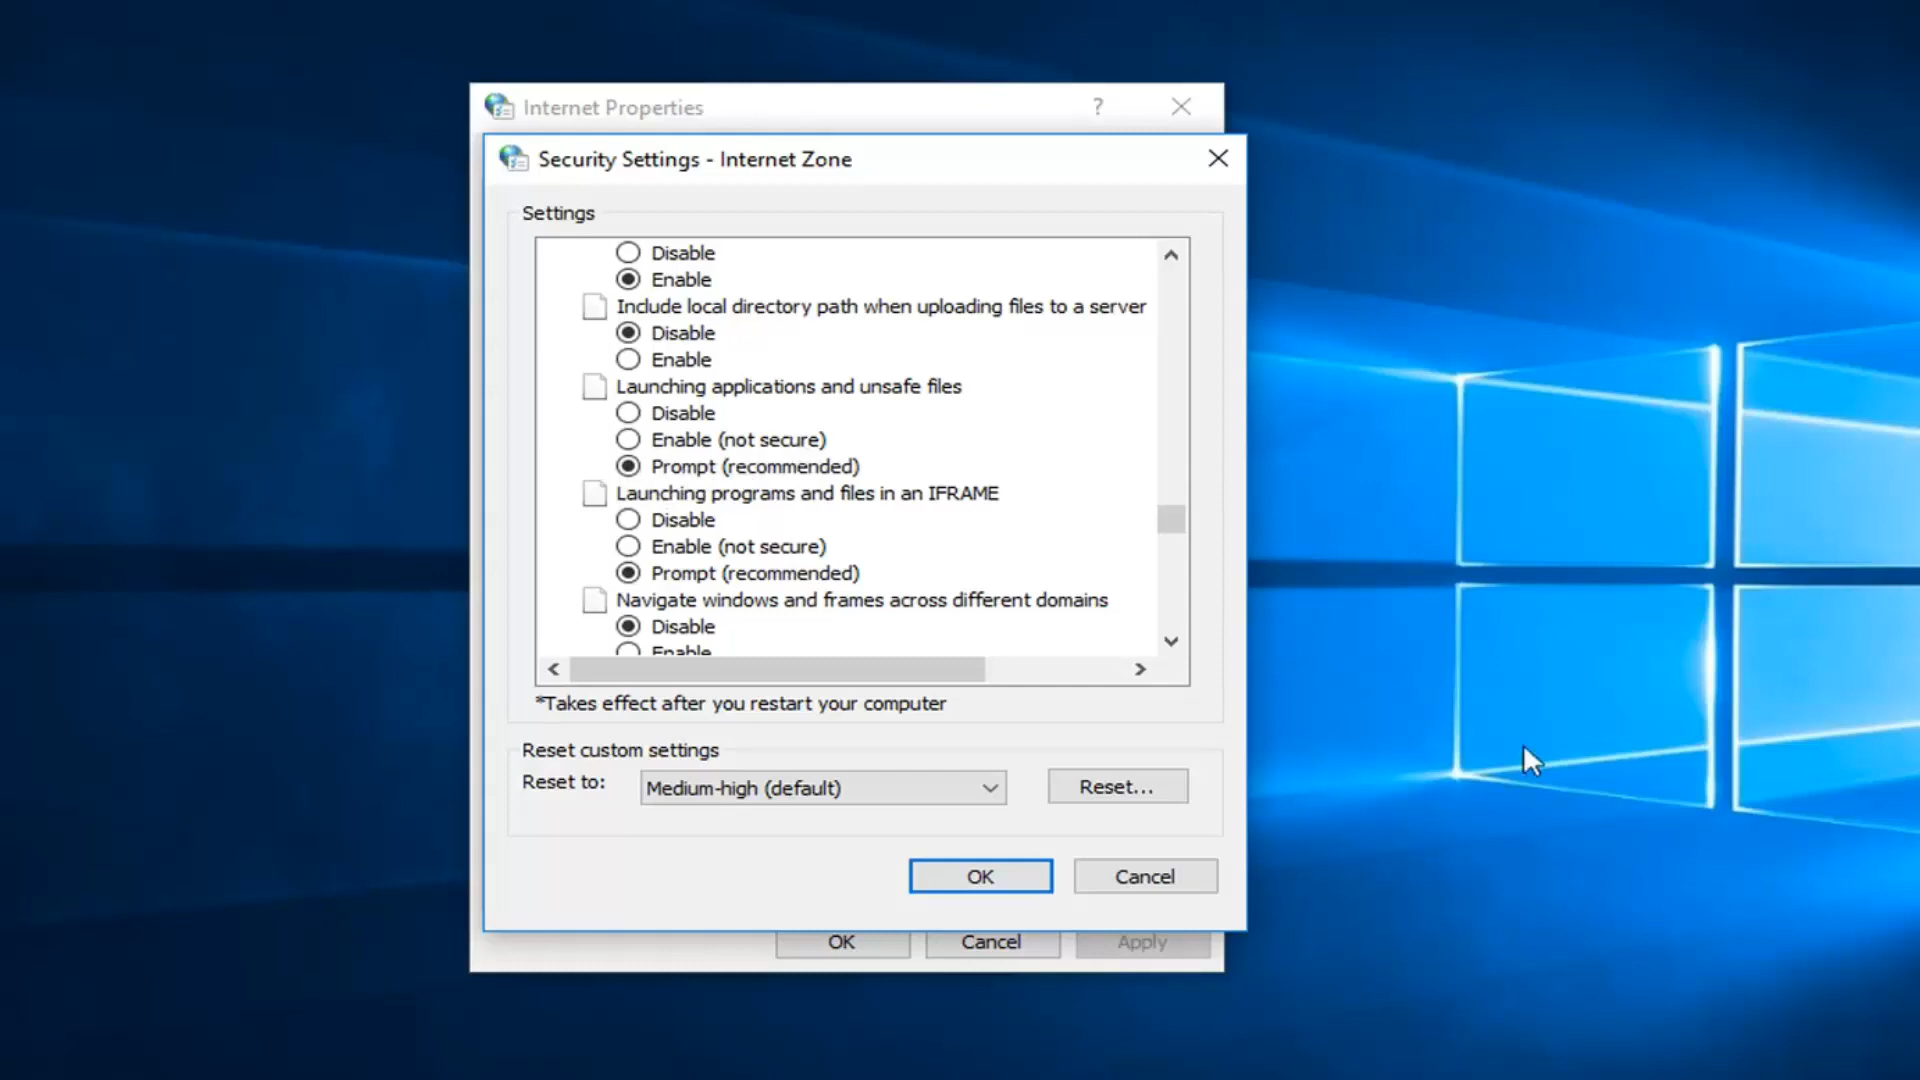 Internet Properties
?
Security Settings - Internet Zone
Settings
Disable
Enable
Include local directory path when uploading files to a server
Disable
Enable
Launching applications and unsafe files
Disable
Enable (not secure)
Prompt (recommended)
Launching programs and files in an IFRAME
Disable
Enable (not secure)
Prompt (recommended)
Navigate windows and frames across different domains
Disable
Enable
*Takes effect after you restart your computer
Reset custom settings
Reset to:
Medium-high (default)
Reset...
OK
Cancel
OK
Cancel
Apply